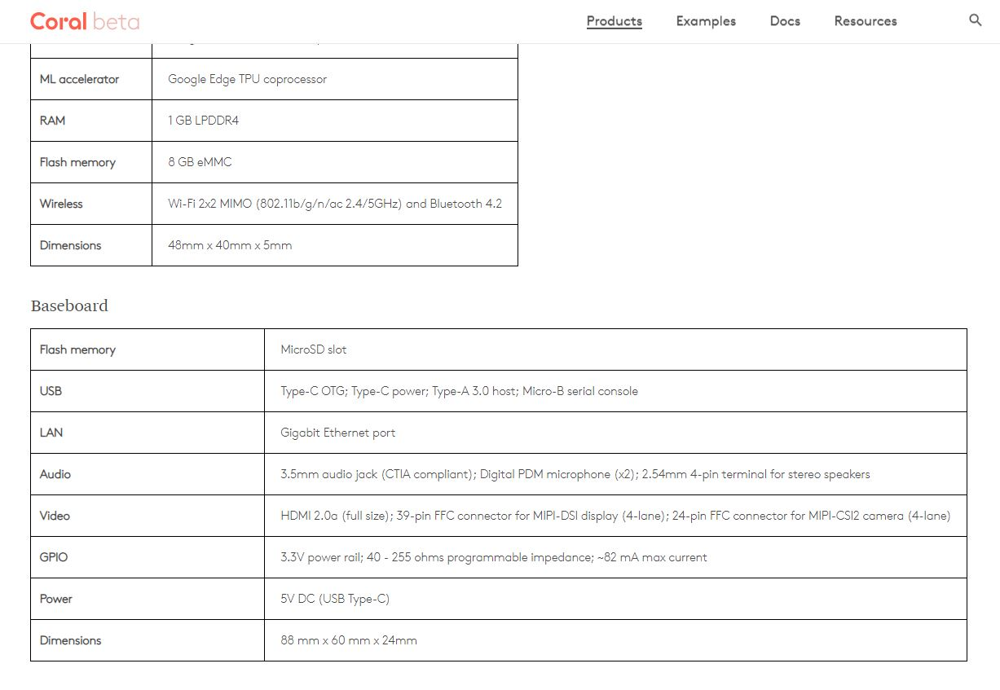 Coral beta
Products Examples Docs Resources
ML accelerator Google Edge TPU coprocessor
RAM 1 GB LPDDR4
Flash memory 8 GB eMMC
Wireless Wi-Fi 2x2 MIMO (802.11b/g/n/ac 2.4/5GHz) and Bluetooth 4.2
Dimensions 48mm x 40mm x 5mm
Baseboard
Flash memory MicroSD slot
USB Type-C OTG; Type-C power; Type-A 3.0 host; Micro-B serial console
LAN Gigabit Ethernet port
Audio 3.5mm audio jack (CTIA compliant); Digital PDM microphone (x2); 2.54mm 4-pin terminal for stereo speakers
Video HDMI 2.0a (full size); 39-pin FFC connector for MIPI-DSI display (4-lane); 24-pin FFC connector for MIPI-CSI2 camera (4-lane)
GPIO 3.3V power rail; 40 - 255 ohms programmable impedance; ~82 mA max current
Power 5V DC (USB Type-C)
Dimensions 88 mm x 60 mm x 24mm